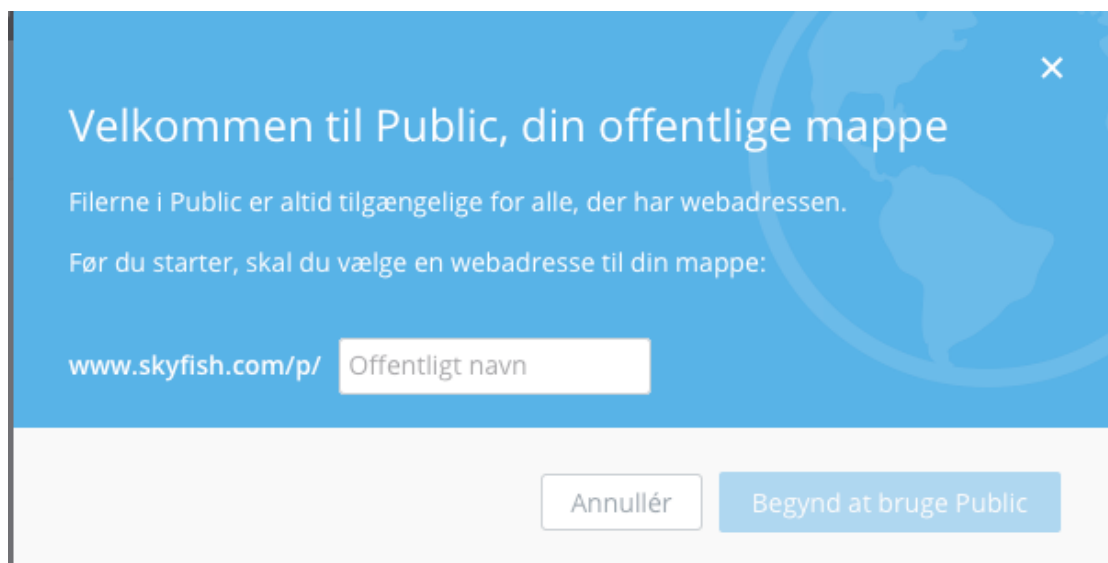 Velkommen til Public, din offentlige mappe
Filerne i Public er altid tilgængelige for alle, der har webadressen.
Før du starter, skal du vælge en webadresse til din mappe:
www.skyfish.com/p/ Offentligt navn
Annullér Begynd at bruge Public